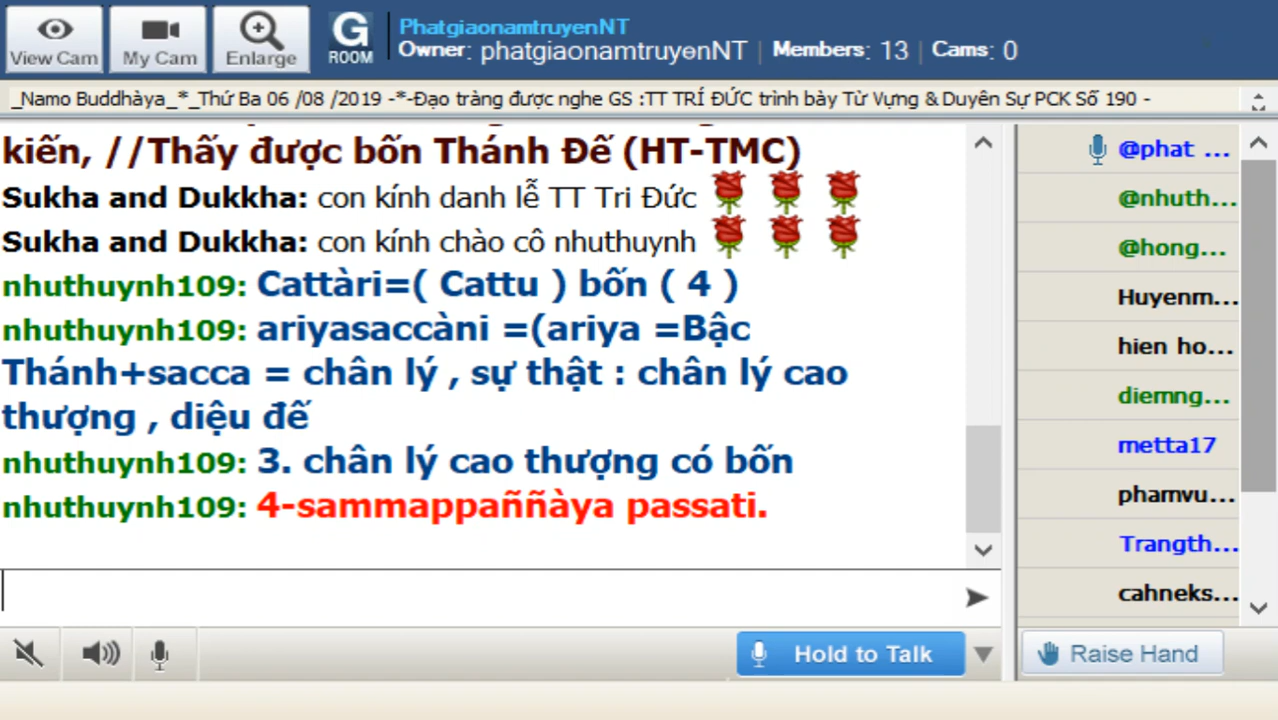 View Cam
My Cam
Enlarge
G
ROOM
PhatgiaonamtruyenNT
Owner: phatgiaonamtruyenNT | Members: 13 | Cams: 0
_Namo Buddhàya_*_Thứ Ba 06 /08 /2019 -*-Đạo tràng được nghe GS :TT TRÍ ĐỨC trình bày Từ Vựng & Duyên Sự PCK Số 190 -
kiến, //Thấy được bốn Thánh Đế (HT-TMC)
Sukha and Dukkha: con kính danh lễ TT Tri Đức
Sukha and Dukkha: con kính chào cô nhuthuynh
nhuthuynh109: Cattàri=( Cattu ) bốn ( 4 )
nhuthuynh109: ariyasaccàni =(ariya =Bậc
Thánh+sacca = chân lý , sự thật : chân lý cao
thượng , diệu đế
nhuthuynh109: 3. chân lý cao thượng có bốn
nhuthuynh109: 4-sammappaññàya passati.
@phat ...
@nhuth...
@hong...
Huyenm...
hien ho...
diemng...
metta17
phamvu...
Trangth...
cahneks...
Hold to Talk
Raise Hand